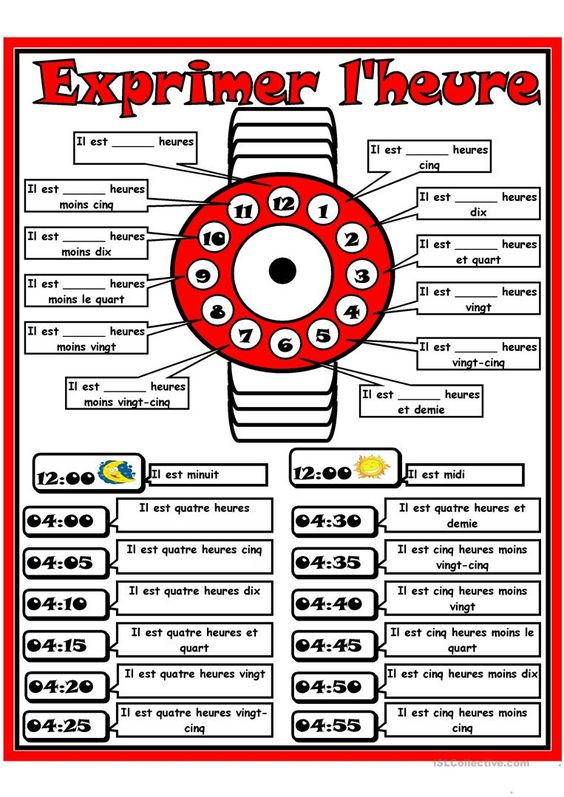 Exprimer l'heure
Il est ______ heures
Il est ______ heures
cinq
Il est ______ heures
moins cinq
Il est ______ heures
dix
Il est ______ heures
moins dix
Il est ______ heures
et quart
Il est ______ heures
moins le quart
Il est ______ heures
vingt
Il est ______ heures
moins vingt
Il est ______ heures
vingt-cinq
Il est ______ heures
moins vingt-cinq
Il est ______ heures
et demie
12
1
2
3
4
5
6
7
8
9
10
11
12:00
Il est minuit
12:00
Il est midi
04:00
Il est quatre heures
04:30
Il est quatre heures et
demie
04:05
Il est quatre heures cinq
04:35
Il est cinq heures moins
vingt-cinq
04:10
Il est quatre heures dix
04:40
Il est cinq heures moins
vingt
04:15
Il est quatre heures et
quart
04:45
Il est cinq heures moins le
quart
04:20
Il est quatre heures vingt
04:50
Il est cinq heures moins dix
04:25
Il est quatre heures vingt-
cinq
04:55
Il est cinq heures moins
cinq
iSLCollective.com